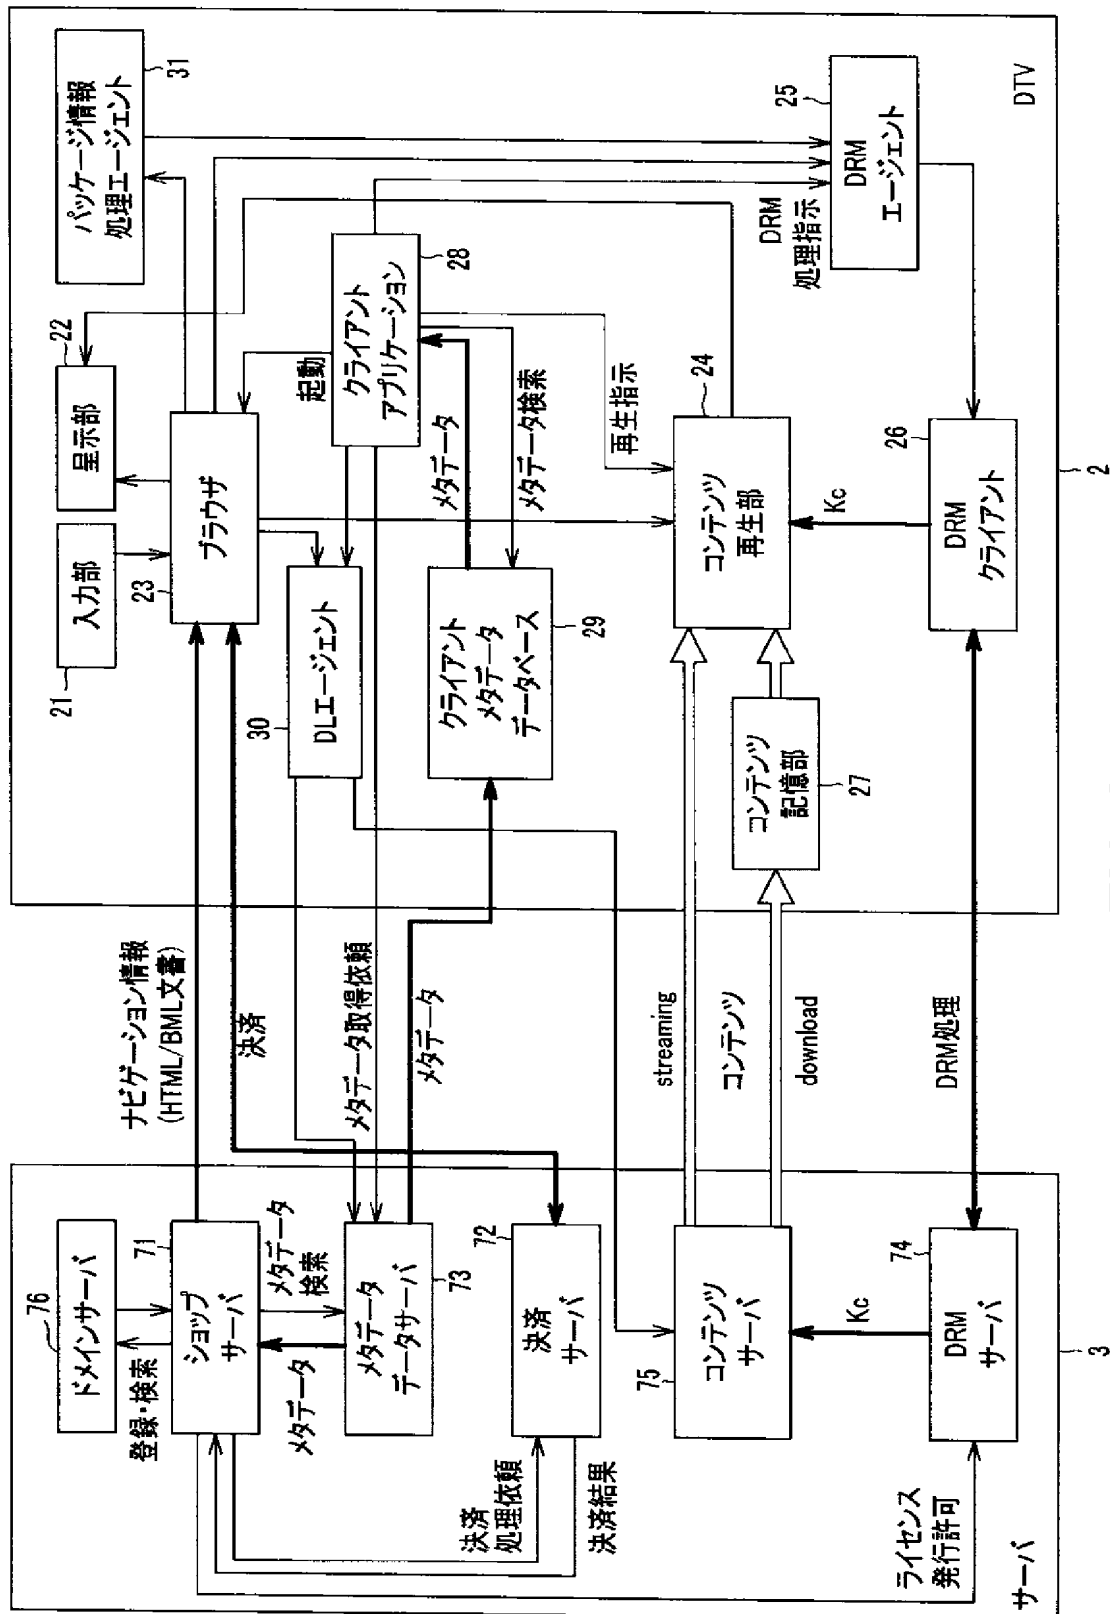 ドメインサーバ
76
登録・検索
ショップ
サーバ
71
メタデータ
検索
メタデータ
メタデータ
データサーバ
73
決済
処理依頼
決済結果
決済
サーバ
72
コンテンツ
サーバ
75
Kc
DRM
サーバ
74
ライセンス
発行許可
サーバ
3
ナビゲーション情報
(HTML/BML文書)
決済
メタデータ取得依頼
メタデータ
streaming
コンテンツ
download
DRM処理
入力部
21
呈示部
22
パッケージ情報
処理エージェント
31
ブラウザ
23
起動
DLエージェント
30
クライアント
アプリケーション
28
メタデータ
メタデータ検索
クライアント
メタデータ
データベース
29
再生指示
DRM
処理指示
コンテンツ
再生部
24
コンテンツ
記憶部
27
Kc
DRM
クライアント
26
DRM
エージェント
25
DTV
2